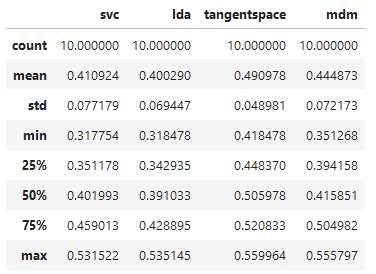 svc lda tangentspace mdm
count 10.000000 10.000000 10.000000 10.000000
mean 0.410924 0.400290 0.490978 0.444873
std 0.077179 0.069447 0.048981 0.072173
min 0.317754 0.318478 0.418478 0.351268
25% 0.351178 0.342935 0.448370 0.394158
50% 0.401993 0.391033 0.505978 0.415851
75% 0.459013 0.428895 0.520833 0.504982
max 0.531522 0.535145 0.559964 0.555797